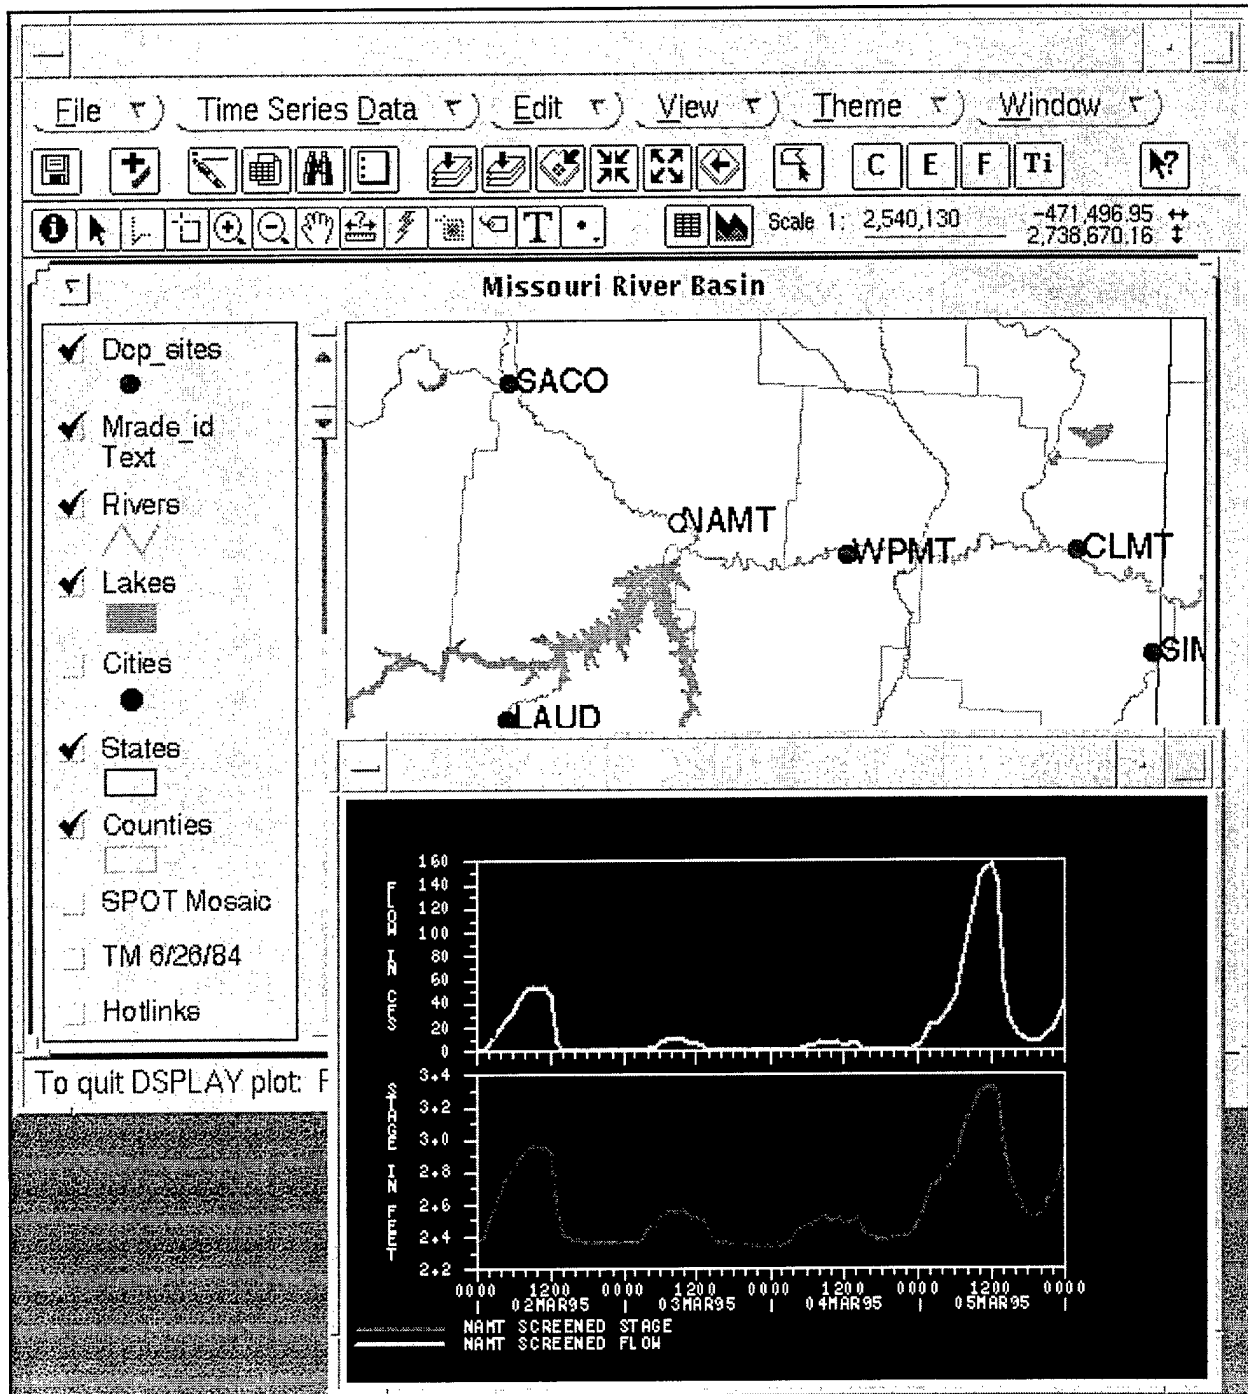 File Time Series Data Edit View Theme Window
C E F Ti ?
i ? T Scale 1: 2,540,130 -471,496.95
2,738,670.16
Missouri River Basin
Dcp_sites
Mrads_id
Text
Rivers
Lakes
Cities
States
Counties
SPOT Mosaic
TM 6/26/84
Hotlinks
SACO
NAMT
WPMT
CLMT
SIM
LAUD
To quit DSPLAY plot: F
FLOW IN CFS
160
140
120
100
80
60
40
20
0
STAGE IN FEET
3.4
3.2
3.0
2.8
2.6
2.4
2.2
0000 1200 0000 1200 0000 1200 0000 1200 0000
02MAR95 03MAR95 04MAR95 05MAR95
NAMT SCREENED STAGE
NAMT SCREENED FLOW